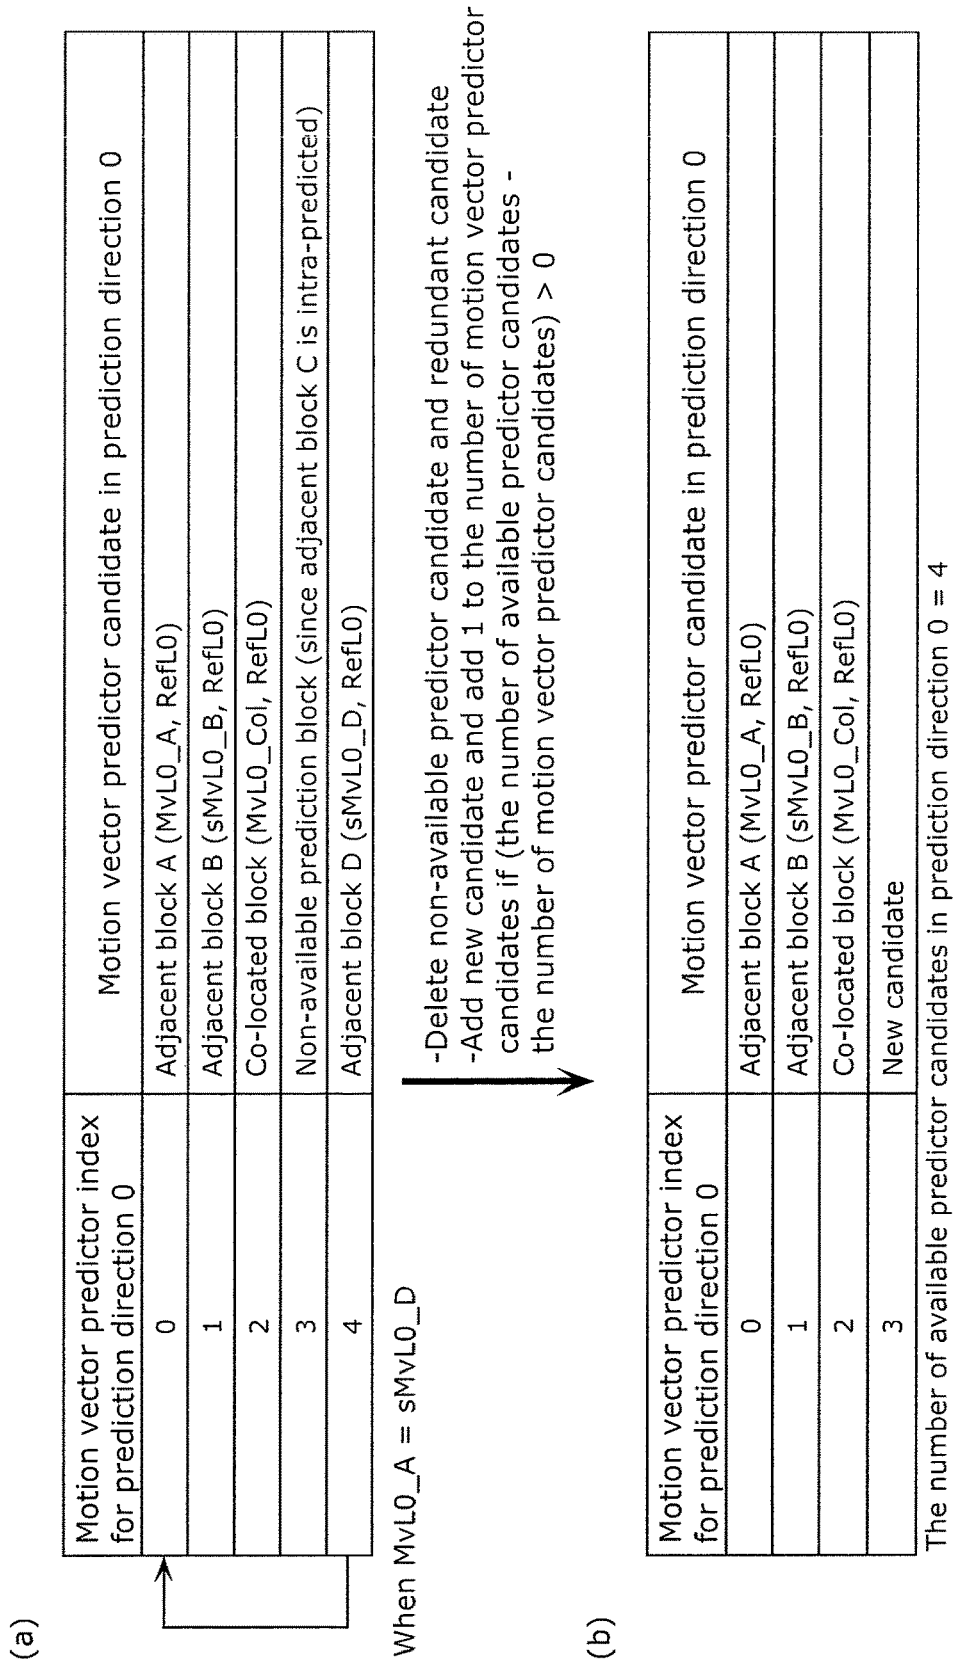 (a)
Motion vector predictor index
for prediction direction 0
Motion vector predictor candidate in prediction direction 0
0
Adjacent block A (MvL0_A, RefL0)
1
Adjacent block B (sMvL0_B, RefL0)
2
Co-located block (MvL0_Col, RefL0)
3
Non-available prediction block (since adjacent block C is intra-predicted)
4
Adjacent block D (sMvL0_D, RefL0)
When MvL0_A = sMvL0_D
-Delete non-available predictor candidate and redundant candidate
-Add new candidate and add 1 to the number of motion vector predictor
candidates if (the number of available predictor candidates -
the number of motion vector predictor candidates) > 0
(b)
Motion vector predictor index
for prediction direction 0
Motion vector predictor candidate in prediction direction 0
0
Adjacent block A (MvL0_A, RefL0)
1
Adjacent block B (sMvL0_B, RefL0)
2
Co-located block (MvL0_Col, RefL0)
3
New candidate
The number of available predictor candidates in prediction direction 0 = 4